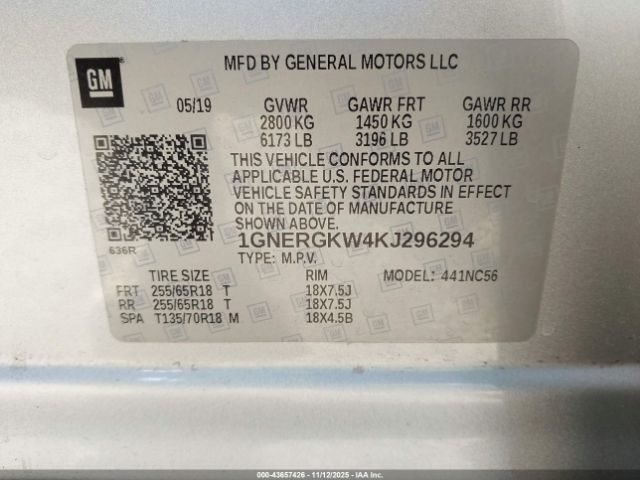 GM
MFD BY GENERAL MOTORS LLC
05/19 GVWR GAWR FRT GAWR RR
2800 KG 1450 KG 1600 KG
6173 LB 3196 LB 3527 LB
THIS VEHICLE CONFORMS TO ALL
APPLICABLE U.S. FEDERAL MOTOR
VEHICLE SAFETY STANDARDS IN EFFECT
ON THE DATE OF MANUFACTURE
SHOWN ABOVE.
1GNERGKW4KJ296294
636R
TYPE: M.P.V.
TIRE SIZE RIM MODEL: 441NC56
FRT 255/65R18 T 18X7.5J
RR 255/65R18 T 18X7.5J
SPA T135/70R18 M 18X4.5B
000-43657426 - 11/12/2025 - IAA Inc.